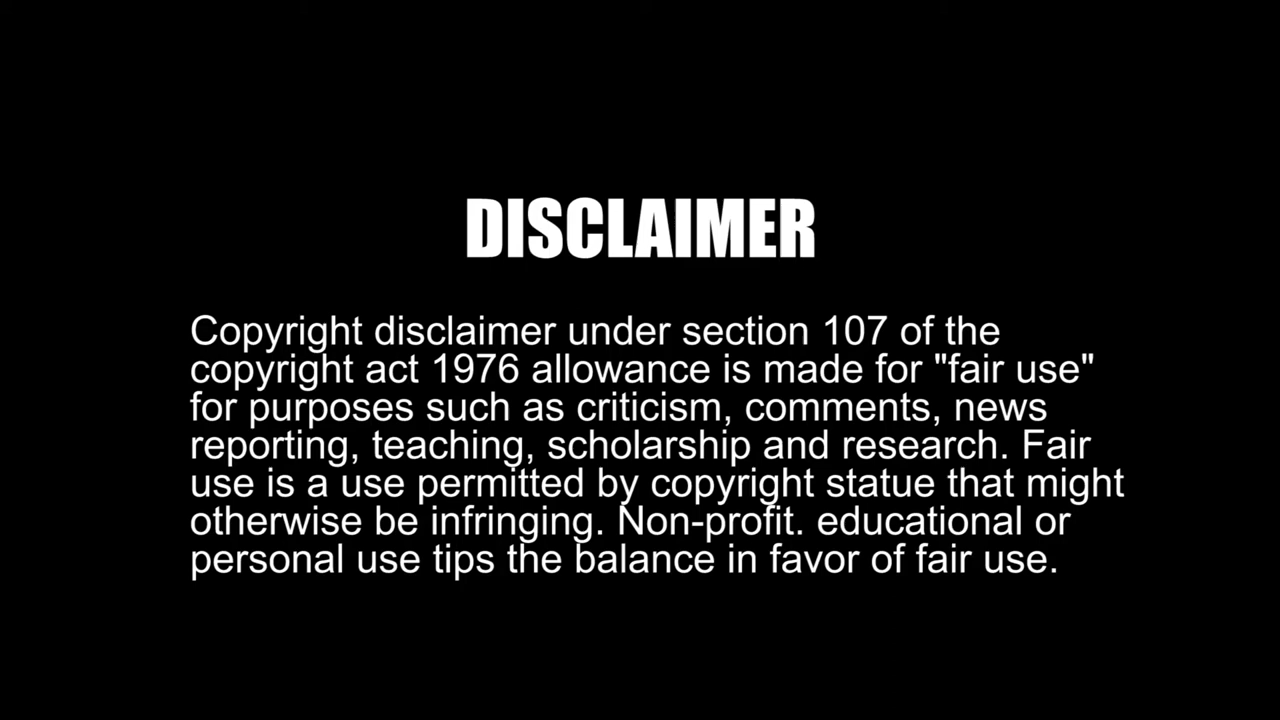 DISCLAIMER
Copyright disclaimer under section 107 of the
copyright act 1976 allowance is made for "fair use"
for purposes such as criticism, comments, news
reporting, teaching, scholarship and research. Fair
use is a use permitted by copyright statue that might
otherwise be infringing. Non-profit. educational or
personal use tips the balance in favor of fair use.